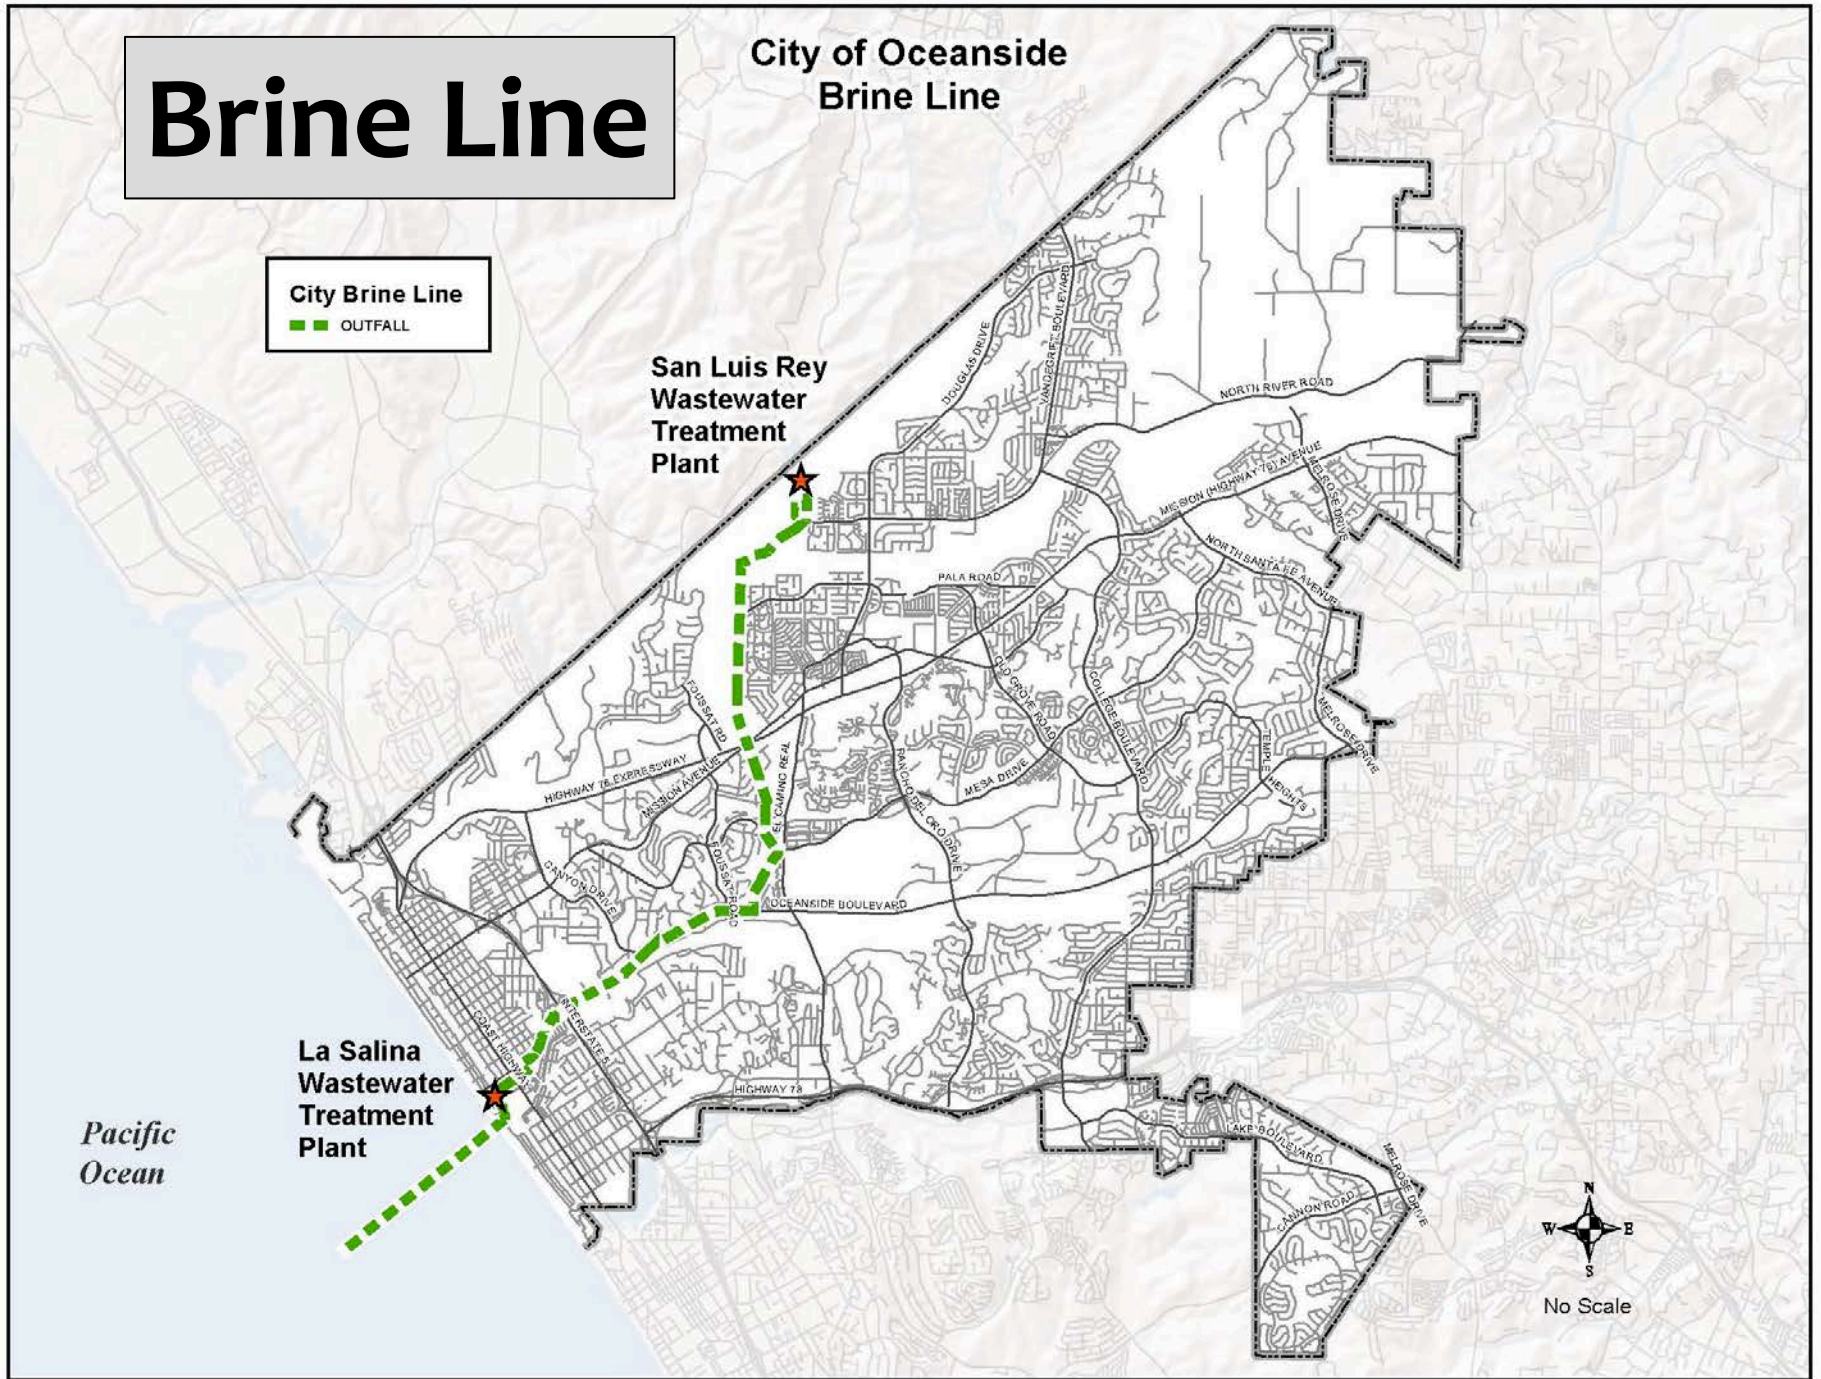 City of Oceanside
Brine Line
Brine Line
City Brine Line
OUTFALL
San Luis Rey
Wastewater
Treatment
Plant
DOUGLAS DRIVE
VANDEGRIFT BOULEVARD
NORTH RIVER ROAD
MISSION (HIGHWAY 76) AVENUE
MELROSE DRIVE
NORTH SANTA FE AVENUE
PALA ROAD
FOUSSAT RD
OLD GROVE ROAD
COLLEGE BOULEVARD
MELROSE DRIVE
TEMPLE HEIGHTS
HIGHWAY 76 EXPRESSWAY
MISSION AVENUE
EL CAMINO REAL
RANCHO DEL ORO DRIVE
MESA DRIVE
CANYON DRIVE
FOUSSAT ROAD
OCEANSIDE BOULEVARD
COAST HIGHWAY
INTERSTATE 5
La Salina
Wastewater
Treatment
Plant
HIGHWAY 78
Pacific
Ocean
LAKE BOULEVARD
MELROSE DRIVE
CANNON ROAD
N
W
E
S
No Scale